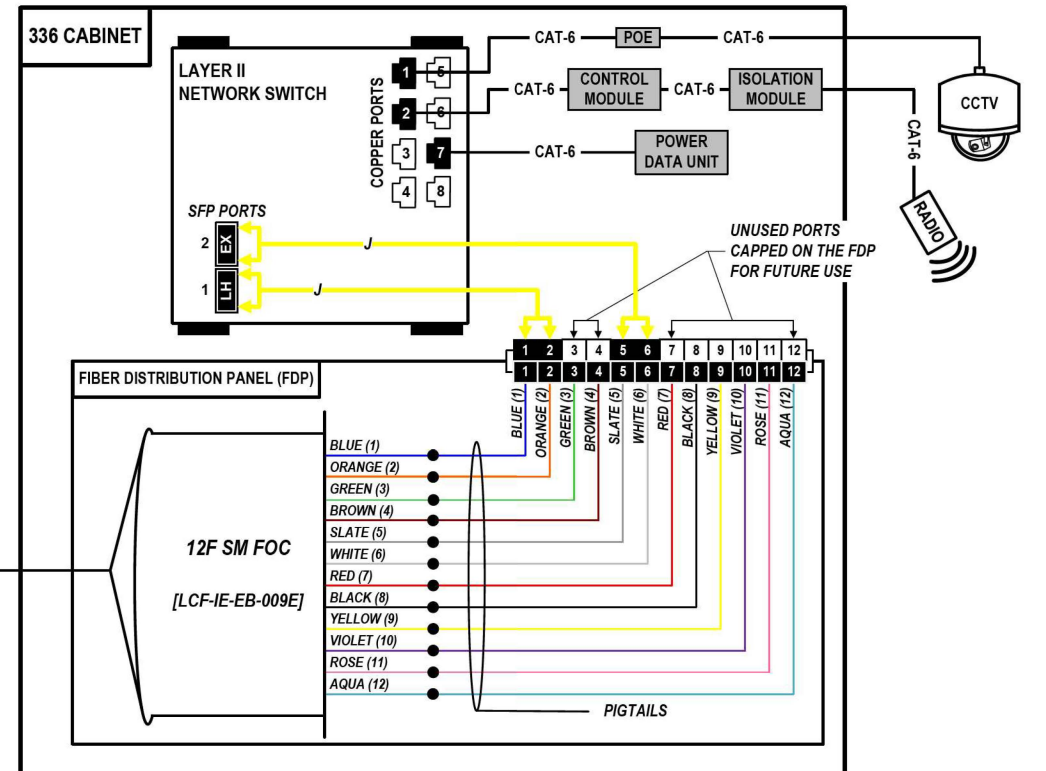 336 CABINET
LAYER II
NETWORK SWITCH
COPPER PORTS
1
5
2
6
3
7
4
8
CAT-6
POE
CAT-6
CAT-6
CONTROL
MODULE
CAT-6
ISOLATION
MODULE
CAT-6
POWER
DATA UNIT
CCTV
CAT-6
RADIO
SFP PORTS
2
EX
1
LH
J
J
UNUSED PORTS
CAPPED ON THE FDP
FOR FUTURE USE
1 2 3 4 5 6 7 8 9 10 11 12
1 2 3 4 5 6 7 8 9 10 11 12
FIBER DISTRIBUTION PANEL (FDP)
BLUE (1)
ORANGE (2)
GREEN (3)
BROWN (4)
SLATE (5)
WHITE (6)
RED (7)
BLACK (8)
YELLOW (9)
VIOLET (10)
ROSE (11)
AQUA (12)
12F SM FOC
[LCF-IE-EB-009E]
BLUE (1)
ORANGE (2)
GREEN (3)
BROWN (4)
SLATE (5)
WHITE (6)
RED (7)
BLACK (8)
YELLOW (9)
VIOLET (10)
ROSE (11)
AQUA (12)
PIGTAILS